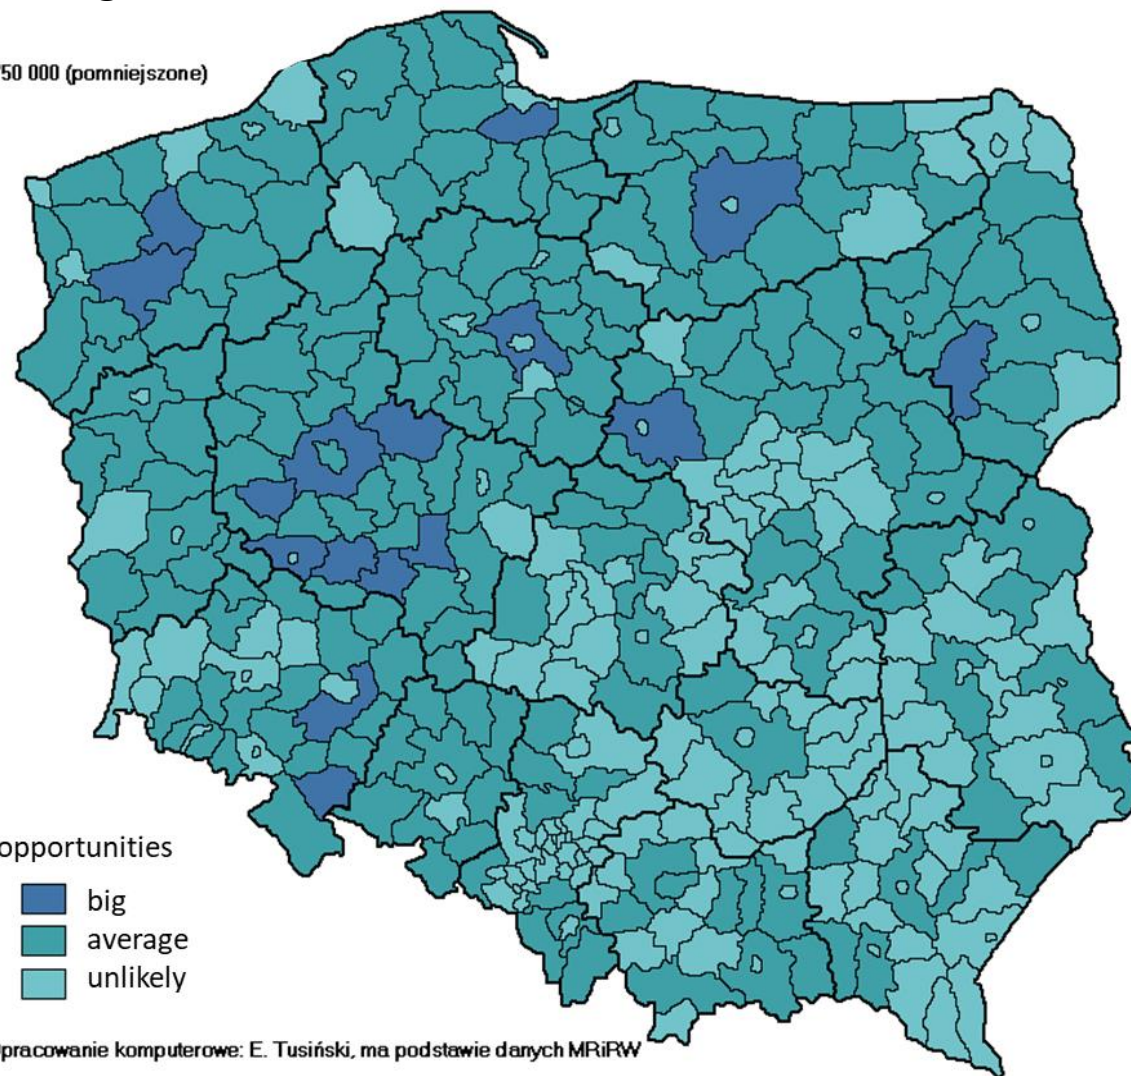 50 000 (pomniejszone)
opportunities
big
average
unlikely
pracowanie komputerowe: E. Tusiński, ma podstawie danych MRiRW